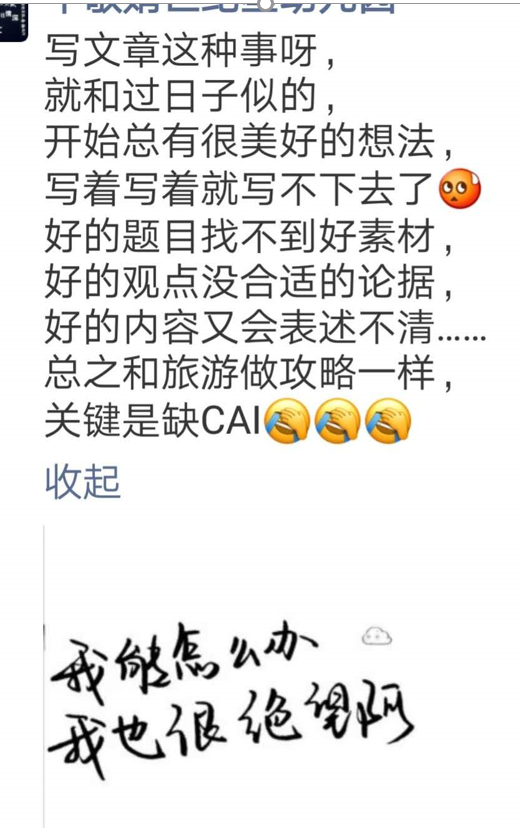 写文章这种事呀，
就和过日子似的，
开始总有很美好的想法，
写着写着就写不下去了
好的题目找不到好素材，
好的观点没合适的论据，
好的内容又会表述不清……
总之和旅游做攻略一样，
关键是缺CAI
收起
我能怎么办
我也很绝望阿